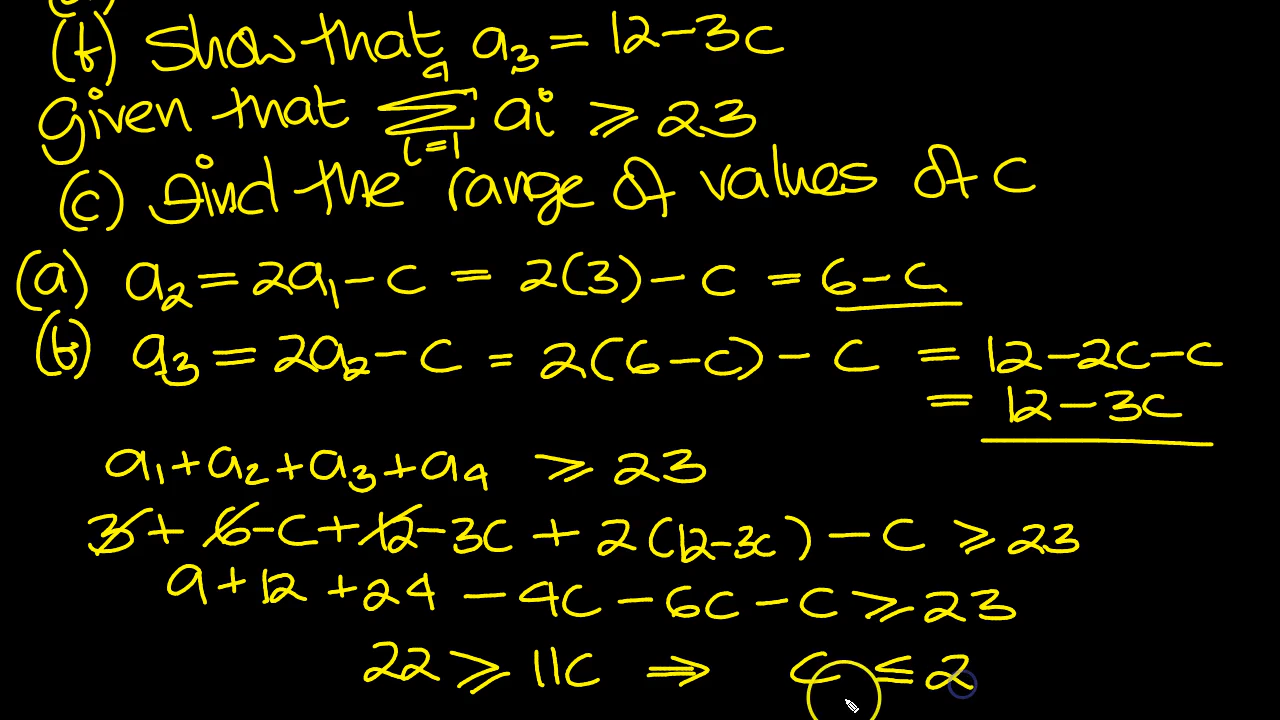 (b) Show that a₃ = 12-3c
given that 4∑i=1 ai ≥ 23
(c) find the range of values of c
(a) a₂ = 2a₁ - c = 2(3) - c = 6-c
(b) a₃ = 2a₂ - c = 2(6-c) - c = 12-2c-c
= 12-3c
a₁+a₂+a₃+a₄ ≥ 23
3+6-c+12-3c + 2(12-3c) - c ≥ 23
9+12+24 - 4c - 6c - c ≥ 23
22 ≥ 11c ⇒ c ≤ 2